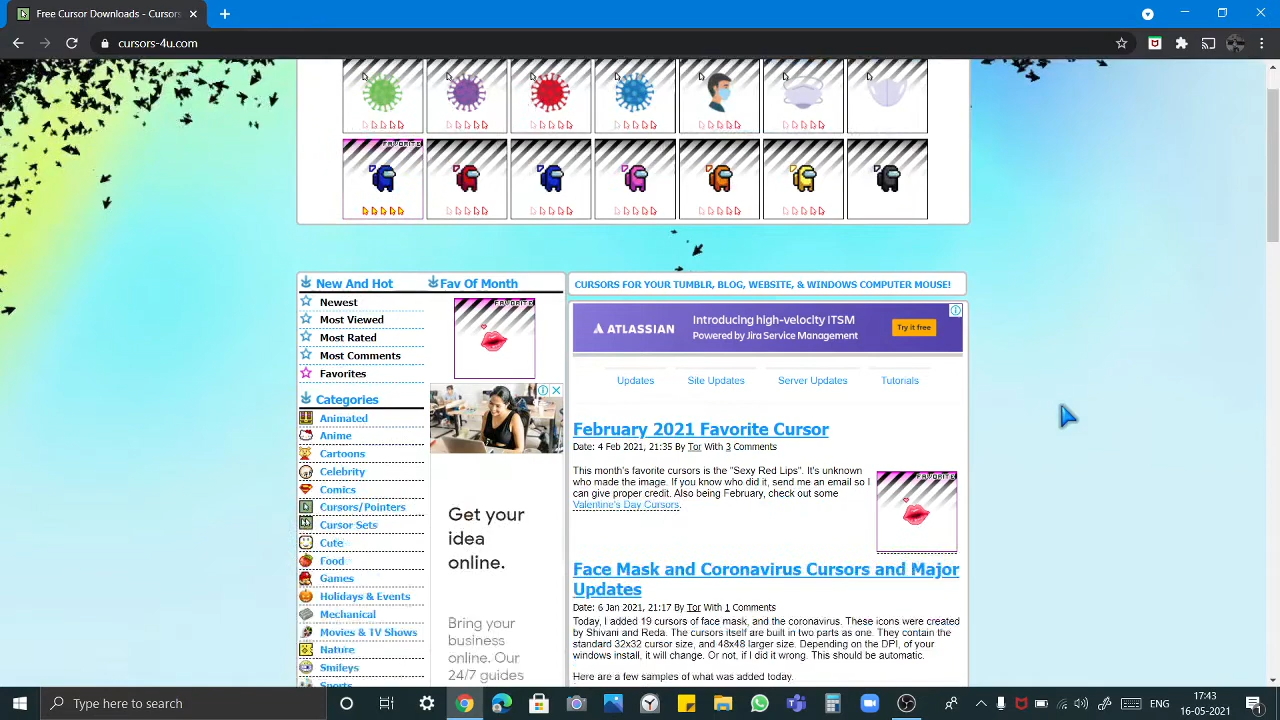 Free Cursor Downloads - Cursors
cursors-4u.com
FAVORITE
New And Hot
Fav Of Month
Newest
Most Viewed
Most Rated
Most Comments
Favorites
FAVORITE
Categories
Animated
Anime
Cartoons
Celebrity
Comics
Cursors/Pointers
Cursor Sets
Cute
Food
Games
Holidays & Events
Mechanical
Movies & TV Shows
Nature
Smileys
Sports
Get your
idea
online.
Bring your
business
online. Our
24/7 guides
CURSORS FOR YOUR TUMBLR, BLOG, WEBSITE, & WINDOWS COMPUTER MOUSE!
ATLASSIAN
Introducing high-velocity ITSM
Powered by Jira Service Management
Try it free
Updates Site Updates Server Updates Tutorials
February 2021 Favorite Cursor
Date: 4 Feb 2021, 21:35 By Tor With 3 Comments
This month's favorite cursors is the "Sexy Red Lips". It's unknown
who made the image. If you know who did it, send me an email so I
can give proper credit. Also being February, check out some
Valentine's Day Cursors.
FAVORITE
Face Mask and Coronavirus Cursors and Major
Updates
Date: 6 Jan 2021, 21:17 By Tor With 1 Comments
Today, I added 19 cursors of face mask, and the coronavirus. These icons were created
by Shivani and Reda. The cursors itself are built in two parts as one. They contain the
standard 32x32 cursor size, and 48x48 larger size. Depending on the DPI, of your
windows install, it will change. Or not, if I did it wrong. This should be automatic.
Here are a few samples of what was added today.
Type here to search
ENG
17:43
16-05-2021